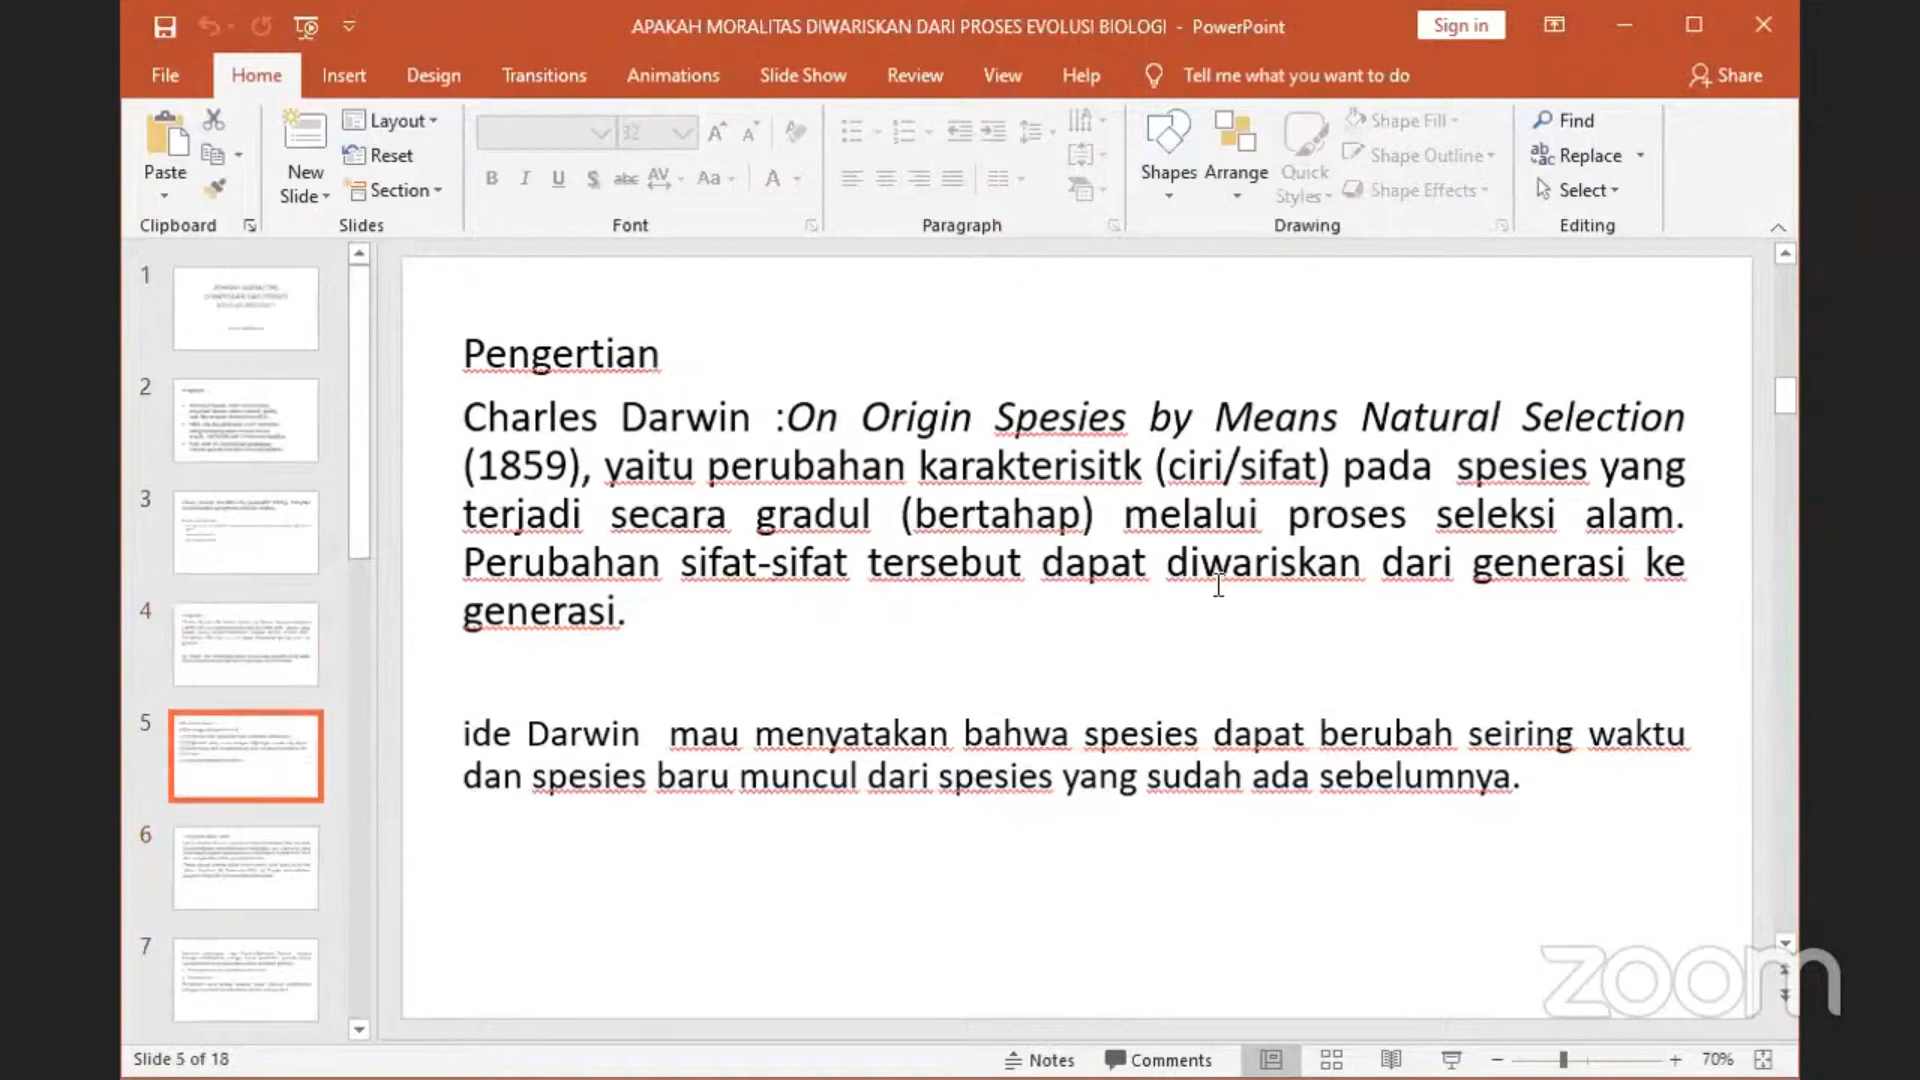 APAKAH MORALITAS DIWARISKAN DARI PROSES EVOLUSI BIOLOGI - PowerPoint
Sign in
File Home Insert Design Transitions Animations Slide Show Review View Help Tell me what you want to do Share
Paste
Clipboard
New Slide
Layout
Reset
Section
Slides
32
B I U S abc AV Aa A
Font
Paragraph
Shapes
Arrange
Quick Styles
Shape Fill
Shape Outline
Shape Effects
Drawing
Find
Replace
Select
Editing
1
2
3
4
5
6
7
Pengertian
Charles Darwin :On Origin Spesies by Means Natural Selection
(1859), yaitu perubahan karakterisitk (ciri/sifat) pada spesies yang
terjadi secara gradul (bertahap) melalui proses seleksi alam.
Perubahan sifat-sifat tersebut dapat diwariskan dari generasi ke
generasi.
ide Darwin mau menyatakan bahwa spesies dapat berubah seiring waktu
dan spesies baru muncul dari spesies yang sudah ada sebelumnya.
zoom
Slide 5 of 18
Notes
Comments
70%